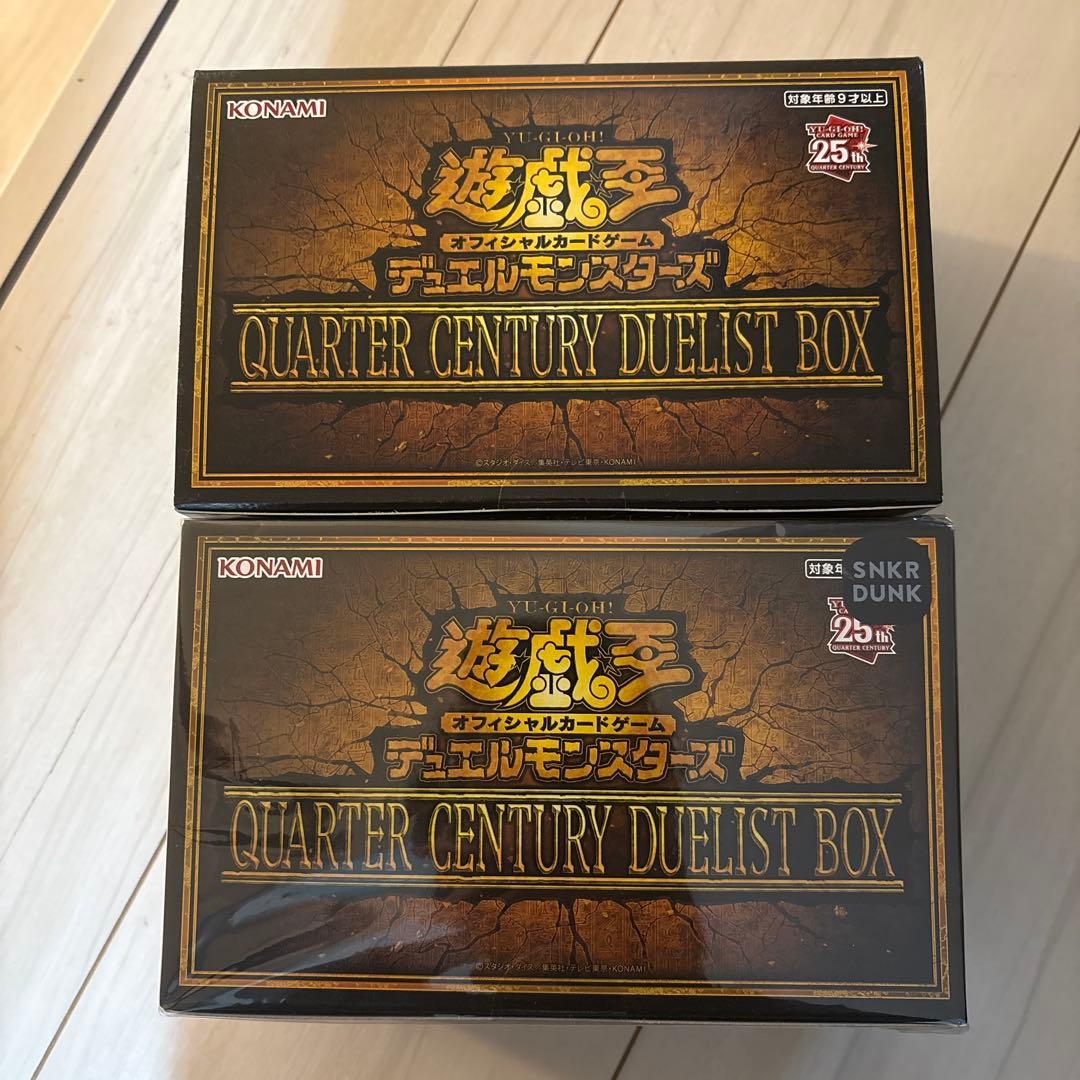 KONAMI
対象年齢9才以上
YU-GI-OH!
CARD GAME
25th
QUARTER CENTURY
YU-GI-OH!
遊戯王
オフィシャルカードゲーム
デュエルモンスターズ
QUARTER CENTURY DUELIST BOX
©スタジオ・ダイス/集英社・テレビ東京・KONAMI
KONAMI
対象年
SNKR
DUNK
25th
QUARTER CENTURY
YU-GI-OH!
遊戯王
オフィシャルカードゲーム
デュエルモンスターズ
QUARTER CENTURY DUELIST BOX
©スタジオ・ダイス/集英社・テレビ東京・KONAMI